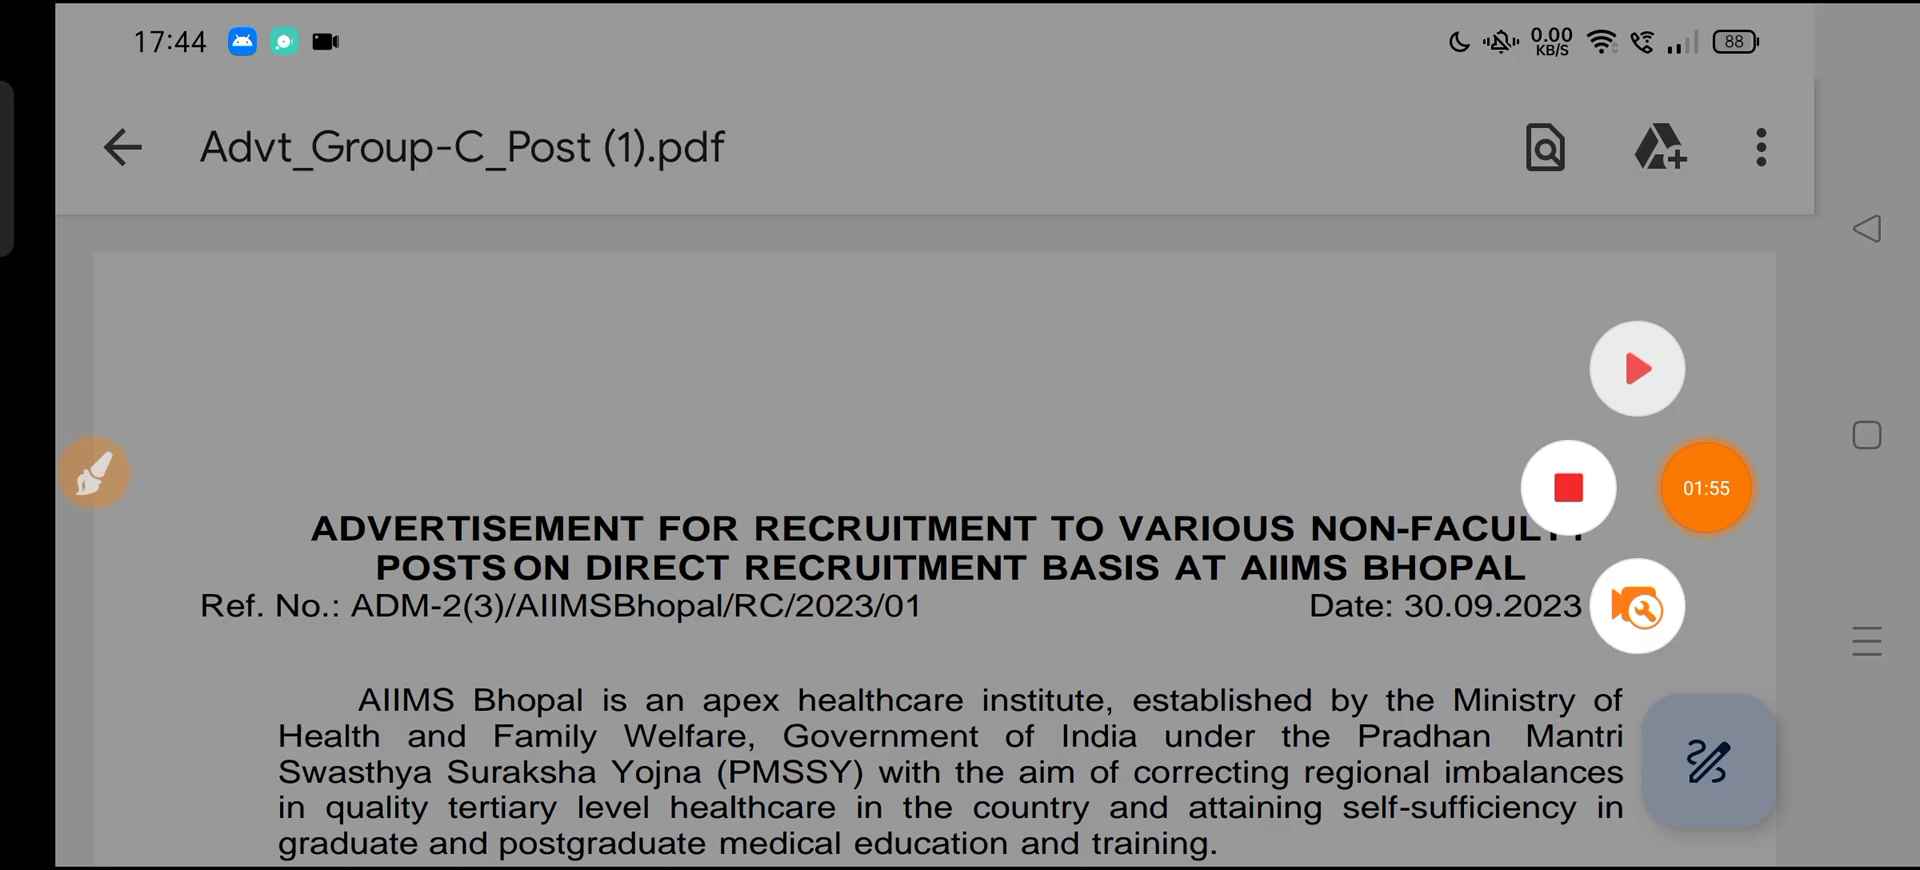 17:44 0.00 KB/S 88
Advt_Group-C_Post (1).pdf
01:55
ADVERTISEMENT FOR RECRUITMENT TO VARIOUS
POSTS ON DIRECT RECRUITMENT BASIS AT AIIMS BHOPAL
Ref. No.: ADM-2(3)/AIIMSBhopal/RC/2023/01 Date: 30.09.2023
AIIMS Bhopal is an apex healthcare institute, established by the Ministry of
Health and Family Welfare, Government of India under the Pradhan Mantri
Swasthya Suraksha Yojna (PMSSY) with the aim of correcting regional imbalances
in quality tertiary level healthcare in the country and attaining self-sufficiency in
graduate and postgraduate medical education and training.